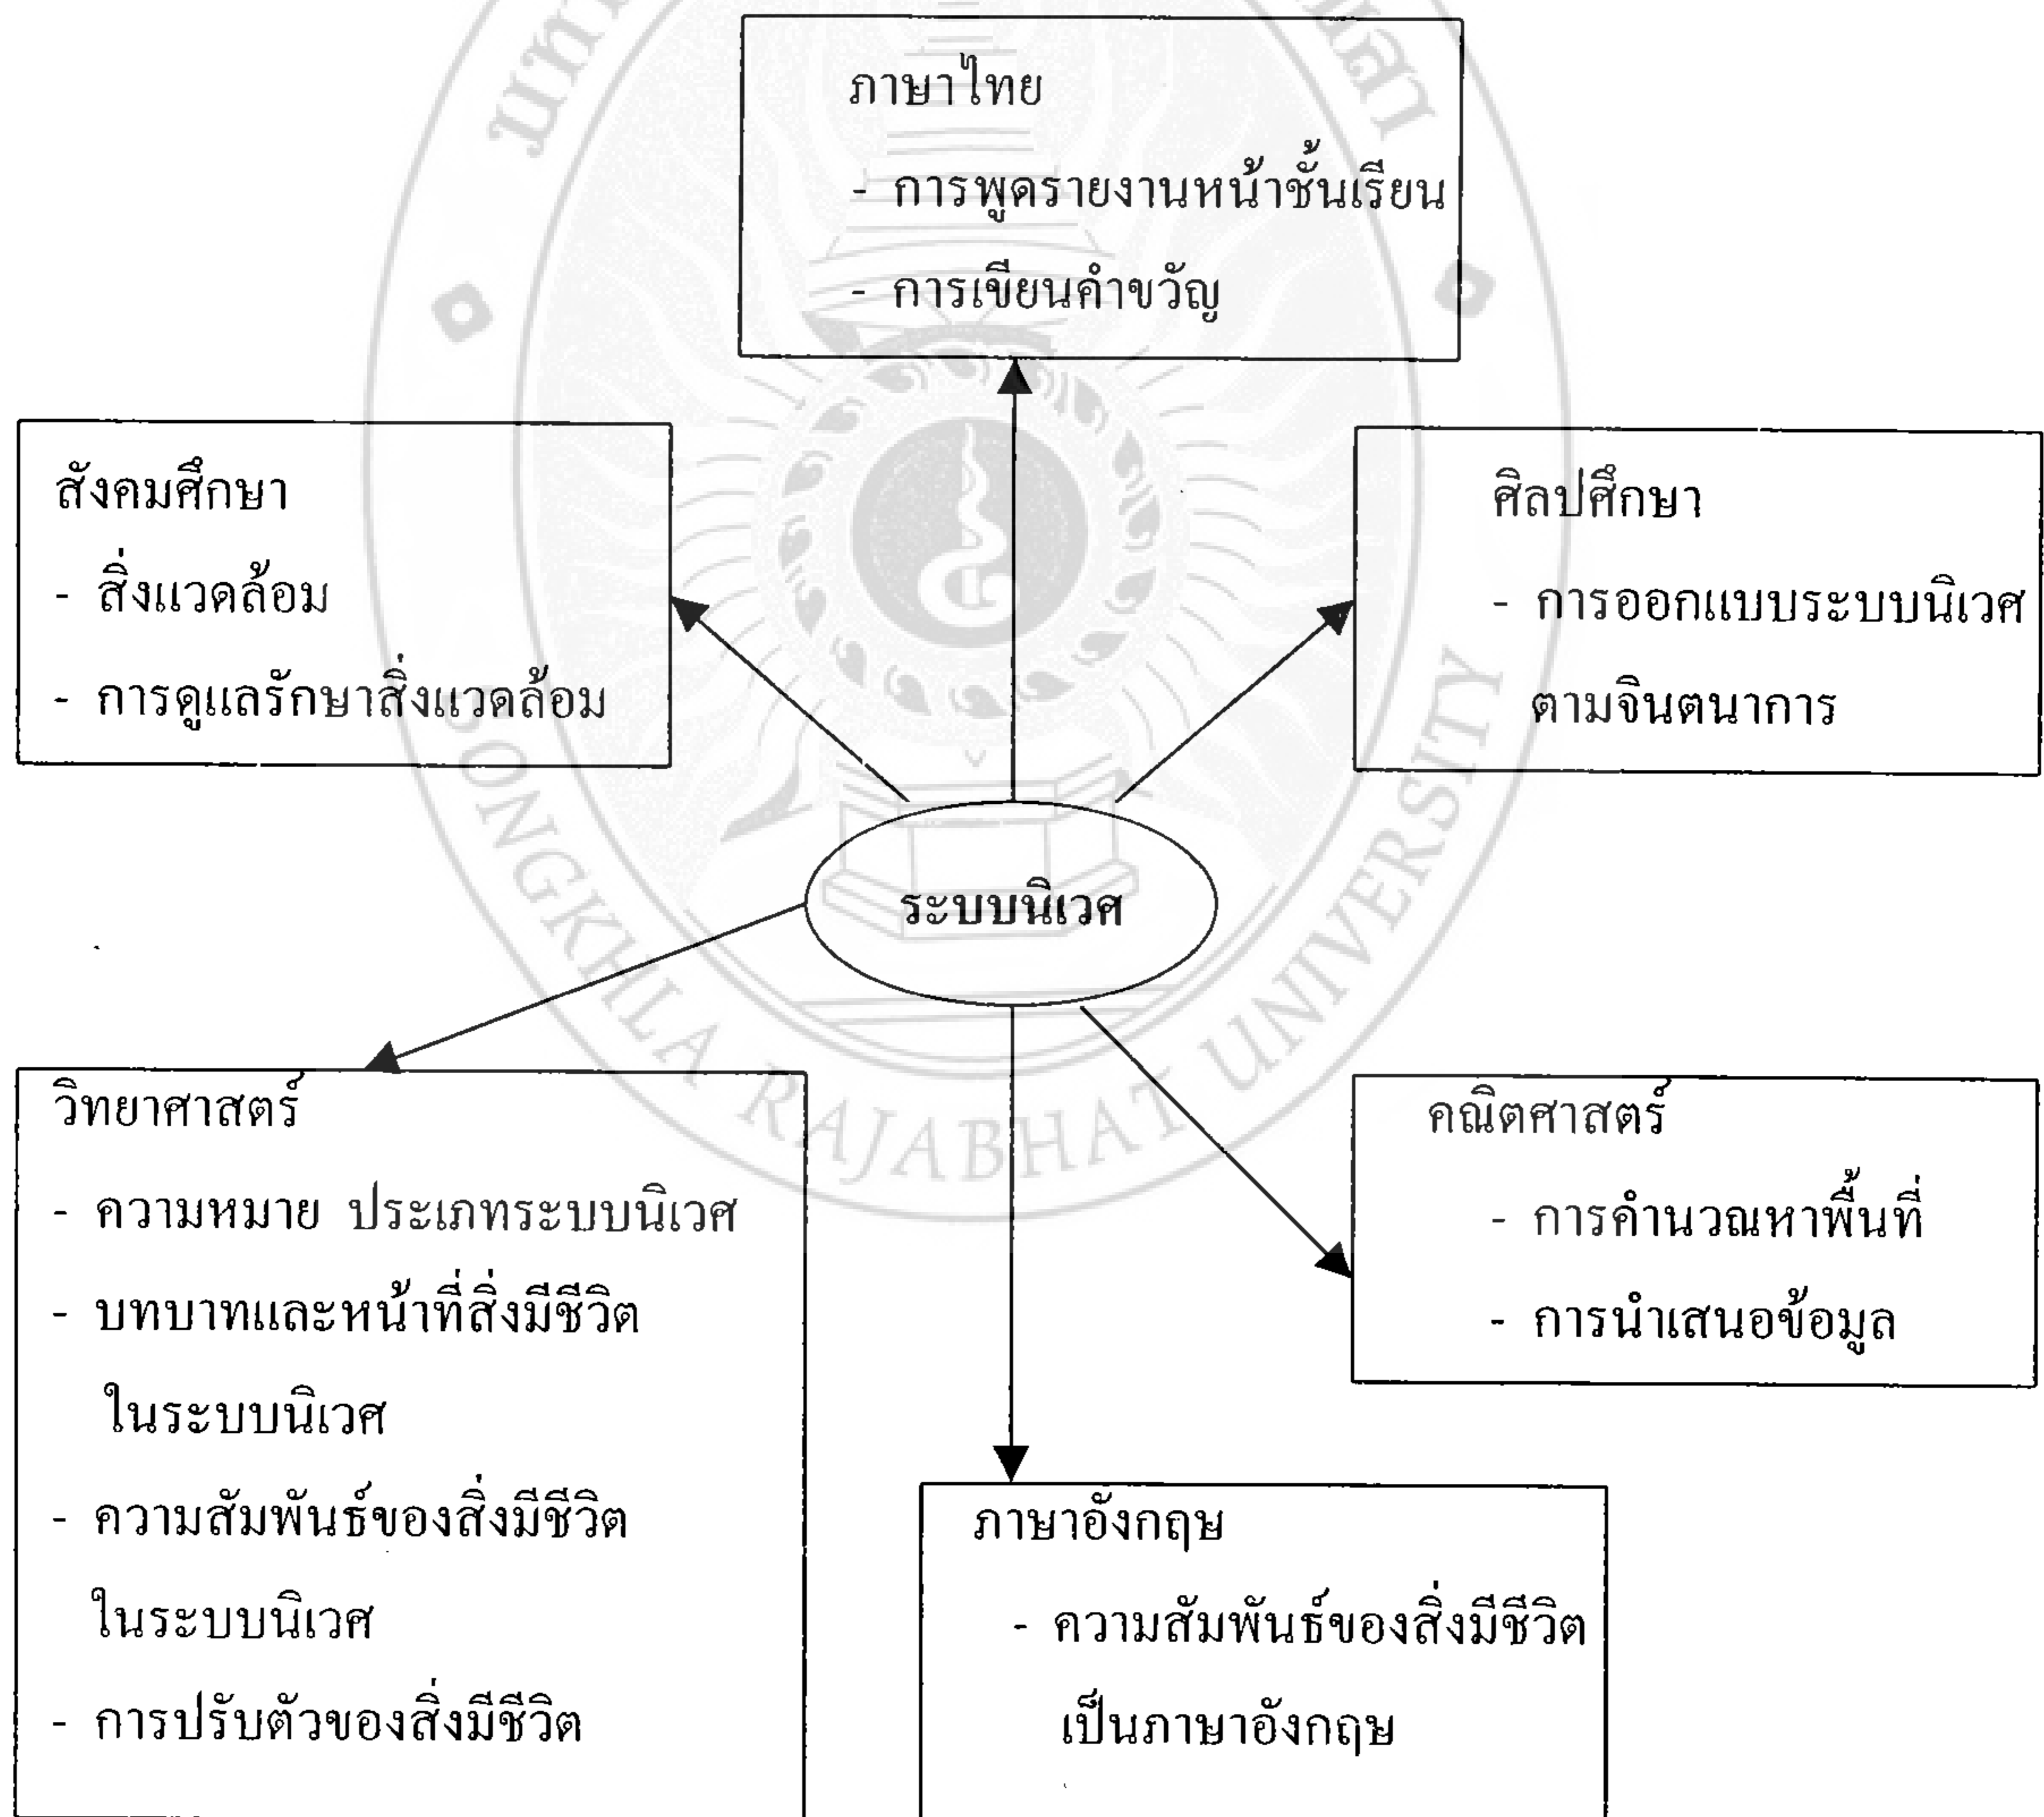 ภาษาไทย
- การพูดรายงานหน้าชั้นเรียน
- การเขียนคำขวัญ
สังคมศึกษา
- สิ่งแวดล้อม
- การดูแลรักษาสิ่งแวดล้อม
ศิลปศึกษา
- การออกแบบระบบนิเวศ
ตามจินตนาการ
ระบบนิเวศ
วิทยาศาสตร์
- ความหมาย ประเภทระบบนิเวศ
- บทบาทและหน้าที่สิ่งมีชีวิต
ในระบบนิเวศ
- ความสัมพันธ์ของสิ่งมีชีวิต
ในระบบนิเวศ
- การปรับตัวของสิ่งมีชีวิต
คณิตศาสตร์
- การคำนวณหาพื้นที่
- การนำเสนอข้อมูล
ภาษาอังกฤษ
- ความสัมพันธ์ของสิ่งมีชีวิต
เป็นภาษาอังกฤษ
SONGKHLA RAJABHAT UNIVERSITY